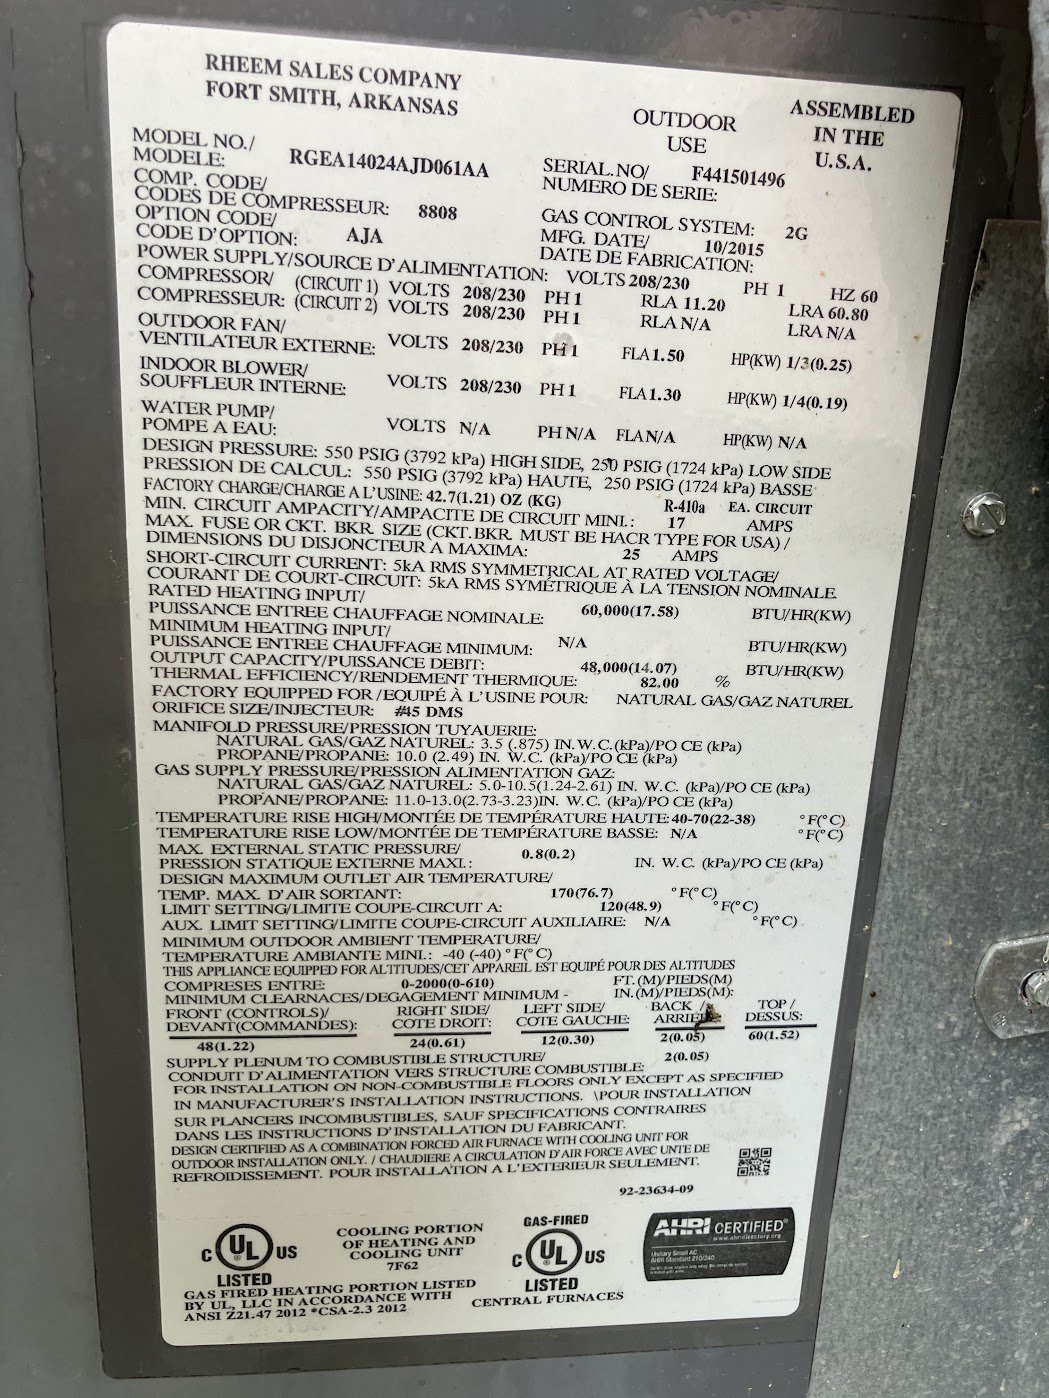 RHEEM SALES COMPANY
FORT SMITH, ARKANSAS
OUTDOOR
USE
ASSEMBLED
IN THE
U.S.A.
MODEL NO./
MODELE: RGEA14024AJD061AA
SERIAL.NO/ F441501496
NUMERO DE SERIE:
COMP. CODE/
CODES DE COMPRESSEUR: 8808
GAS CONTROL SYSTEM: 2G
OPTION CODE/
CODE D'OPTION: AJA
MFG. DATE/ 10/2015
DATE DE FABRICATION:
POWER SUPPLY/SOURCE D'ALIMENTATION: VOLTS 208/230 PH 1 HZ 60
COMPRESSOR/ (CIRCUIT 1) VOLTS 208/230 PH 1 RLA 11.20 LRA 60.80
COMPRESSEUR: (CIRCUIT 2) VOLTS 208/230 PH 1 RLA N/A LRA N/A
OUTDOOR FAN/
VENTILATEUR EXTERNE: VOLTS 208/230 PH 1 FLA 1.50 HP(KW) 1/3(0.25)
INDOOR BLOWER/
SOUFFLEUR INTERNE: VOLTS 208/230 PH 1 FLA 1.30 HP(KW) 1/4(0.19)
WATER PUMP/
POMPE A EAU: VOLTS N/A PH N/A FLA N/A HP(KW) N/A
DESIGN PRESSURE: 550 PSIG (3792 kPa) HIGH SIDE, 250 PSIG (1724 kPa) LOW SIDE
PRESSION DE CALCUL: 550 PSIG (3792 kPa) HAUTE, 250 PSIG (1724 kPa) BASSE
FACTORY CHARGE/CHARGE A L'USINE: 42.7(1.21) OZ (KG) R-410a EA. CIRCUIT
MIN. CIRCUIT AMPACITY/AMPACITE DE CIRCUIT MINI.: 17 AMPS
MAX. FUSE OR CKT. BKR. SIZE (CKT.BKR. MUST BE HACR TYPE FOR USA) /
DIMENSIONS DU DISJONCTEUR A MAXIMA: 25 AMPS
SHORT-CIRCUIT CURRENT: 5kA RMS SYMMETRICAL AT RATED VOLTAGE/
COURANT DE COURT-CIRCUIT: 5kA RMS SYMÉTRIQUE À LA TENSION NOMINALE.
RATED HEATING INPUT/
PUISSANCE ENTREE CHAUFFAGE NOMINALE: 60,000(17.58) BTU/HR(KW)
MINIMUM HEATING INPUT/
PUISSANCE ENTREE CHAUFFAGE MINIMUM: N/A BTU/HR(KW)
OUTPUT CAPACITY/PUISSANCE DEBIT: 48,000(14.07) BTU/HR(KW)
THERMAL EFFICIENCY/RENDEMENT THERMIQUE: 82.00 %
FACTORY EQUIPPED FOR/EQUIPÉ À L'USINE POUR: NATURAL GAS/GAZ NATUREL
ORIFICE SIZE/INJECTEUR: #45 DMS
MANIFOLD PRESSURE/PRESSION TUYAUERIE:
NATURAL GAS/GAZ NATUREL: 3.5 (.875) IN. W.C.(kPa)/PO CE (kPa)
PROPANE/PROPANE: 10.0 (2.49) IN. W.C. (kPa)/PO CE (kPa)
GAS SUPPLY PRESSURE/PRESSION ALIMENTATION GAZ:
NATURAL GAS/GAZ NATUREL: 5.0-10.5(1.24-2.61) IN. W.C. (kPa)/PO CE (kPa)
PROPANE/PROPANE: 11.0-13.0(2.73-3.23)IN. W.C. (kPa)/PO CE (kPa)
TEMPERATURE RISE HIGH/MONTÉE DE TEMPÉRATURE HAUTE: 40-70(22-38) °F(°C)
TEMPERATURE RISE LOW/MONTÉE DE TEMPÉRATURE BASSE: N/A °F(°C)
MAX. EXTERNAL STATIC PRESSURE/
PRESSION STATIQUE EXTERNE MAXI.: 0.8(0.2) IN. W.C. (kPa)/PO CE (kPa)
DESIGN MAXIMUM OUTLET AIR TEMPERATURE/
TEMP. MAX. D'AIR SORTANT: 170(76.7) °F(°C)
LIMIT SETTING/LIMITE COUPE-CIRCUIT A: 120(48.9) °F(°C)
AUX. LIMIT SETTING/LIMITE COUPE-CIRCUIT AUXILIAIRE: N/A °F(°C).
MINIMUM OUTDOOR AMBIENT TEMPERATURE/
TEMPERATURE AMBIANTE MINI.: -40 (-40) °F(°C)
THIS APPLIANCE EQUIPPED FOR ALTITUDES/CET APPAREIL EST EQUIPÉ POUR DES ALTITUDES
COMPRESES ENTRE: 0-2000(0-610) FT.(M)/PIEDS(M)
MINIMUM CLEARNACES/DEGAGEMENT MINIMUM - IN.(M)/PIEDS(M):
FRONT (CONTROLS)/ RIGHT SIDE/ LEFT SIDE/ BACK / TOP /
DEVANT(COMMANDES): COTE DROIT: COTE GAUCHE: ARRIEE: DESSUS:
48(1.22) 24(0.61) 12(0.30) 2(0.05) 60(1.52)
SUPPLY PLENUM TO COMBUSTIBLE STRUCTURE/ 2(0.05)
CONDUIT D'ALIMENTATION VERS STRUCTURE COMBUSTIBLE:
FOR INSTALLATION ON NON-COMBUSTIBLE FLOORS ONLY EXCEPT AS SPECIFIED
IN MANUFACTURER'S INSTALLATION INSTRUCTIONS. \POUR INSTALLATION
SUR PLANCERS INCOMBUSTIBLES, SAUF SPECIFICATIONS CONTRAIRES
DANS LES INSTRUCTIONS D'INSTALLATION DU FABRICANT.
DESIGN CERTIFIED AS A COMBINATION FORCED AIR FURNACE WITH COOLING UNIT FOR
OUTDOOR INSTALLATION ONLY. / CHAUDIERE A CIRCULATION D'AIR FORCE AVEC UNTE DE
REFROIDISSEMENT. POUR INSTALLATION A L'EXTERIEUR SEULEMENT.
92-23634-09
C UL US
LISTED
COOLING PORTION
OF HEATING AND
COOLING UNIT
7F62
GAS FIRED HEATING PORTION LISTED
BY UL, LLC IN ACCORDANCE WITH
ANSI Z21.47 2012 *CSA-2.3 2012
GAS-FIRED
C UL US
LISTED
CENTRAL FURNACES
AHRI CERTIFIED®
www.ahridirectory.org
Unitary Small AC
AHRI Standard 210/240